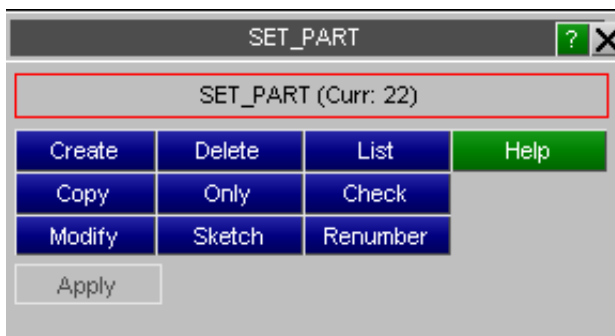 SET_PART ? X
SET_PART (Curr: 22)
Create Delete List Help
Copy Only Check
Modify Sketch Renumber
Apply